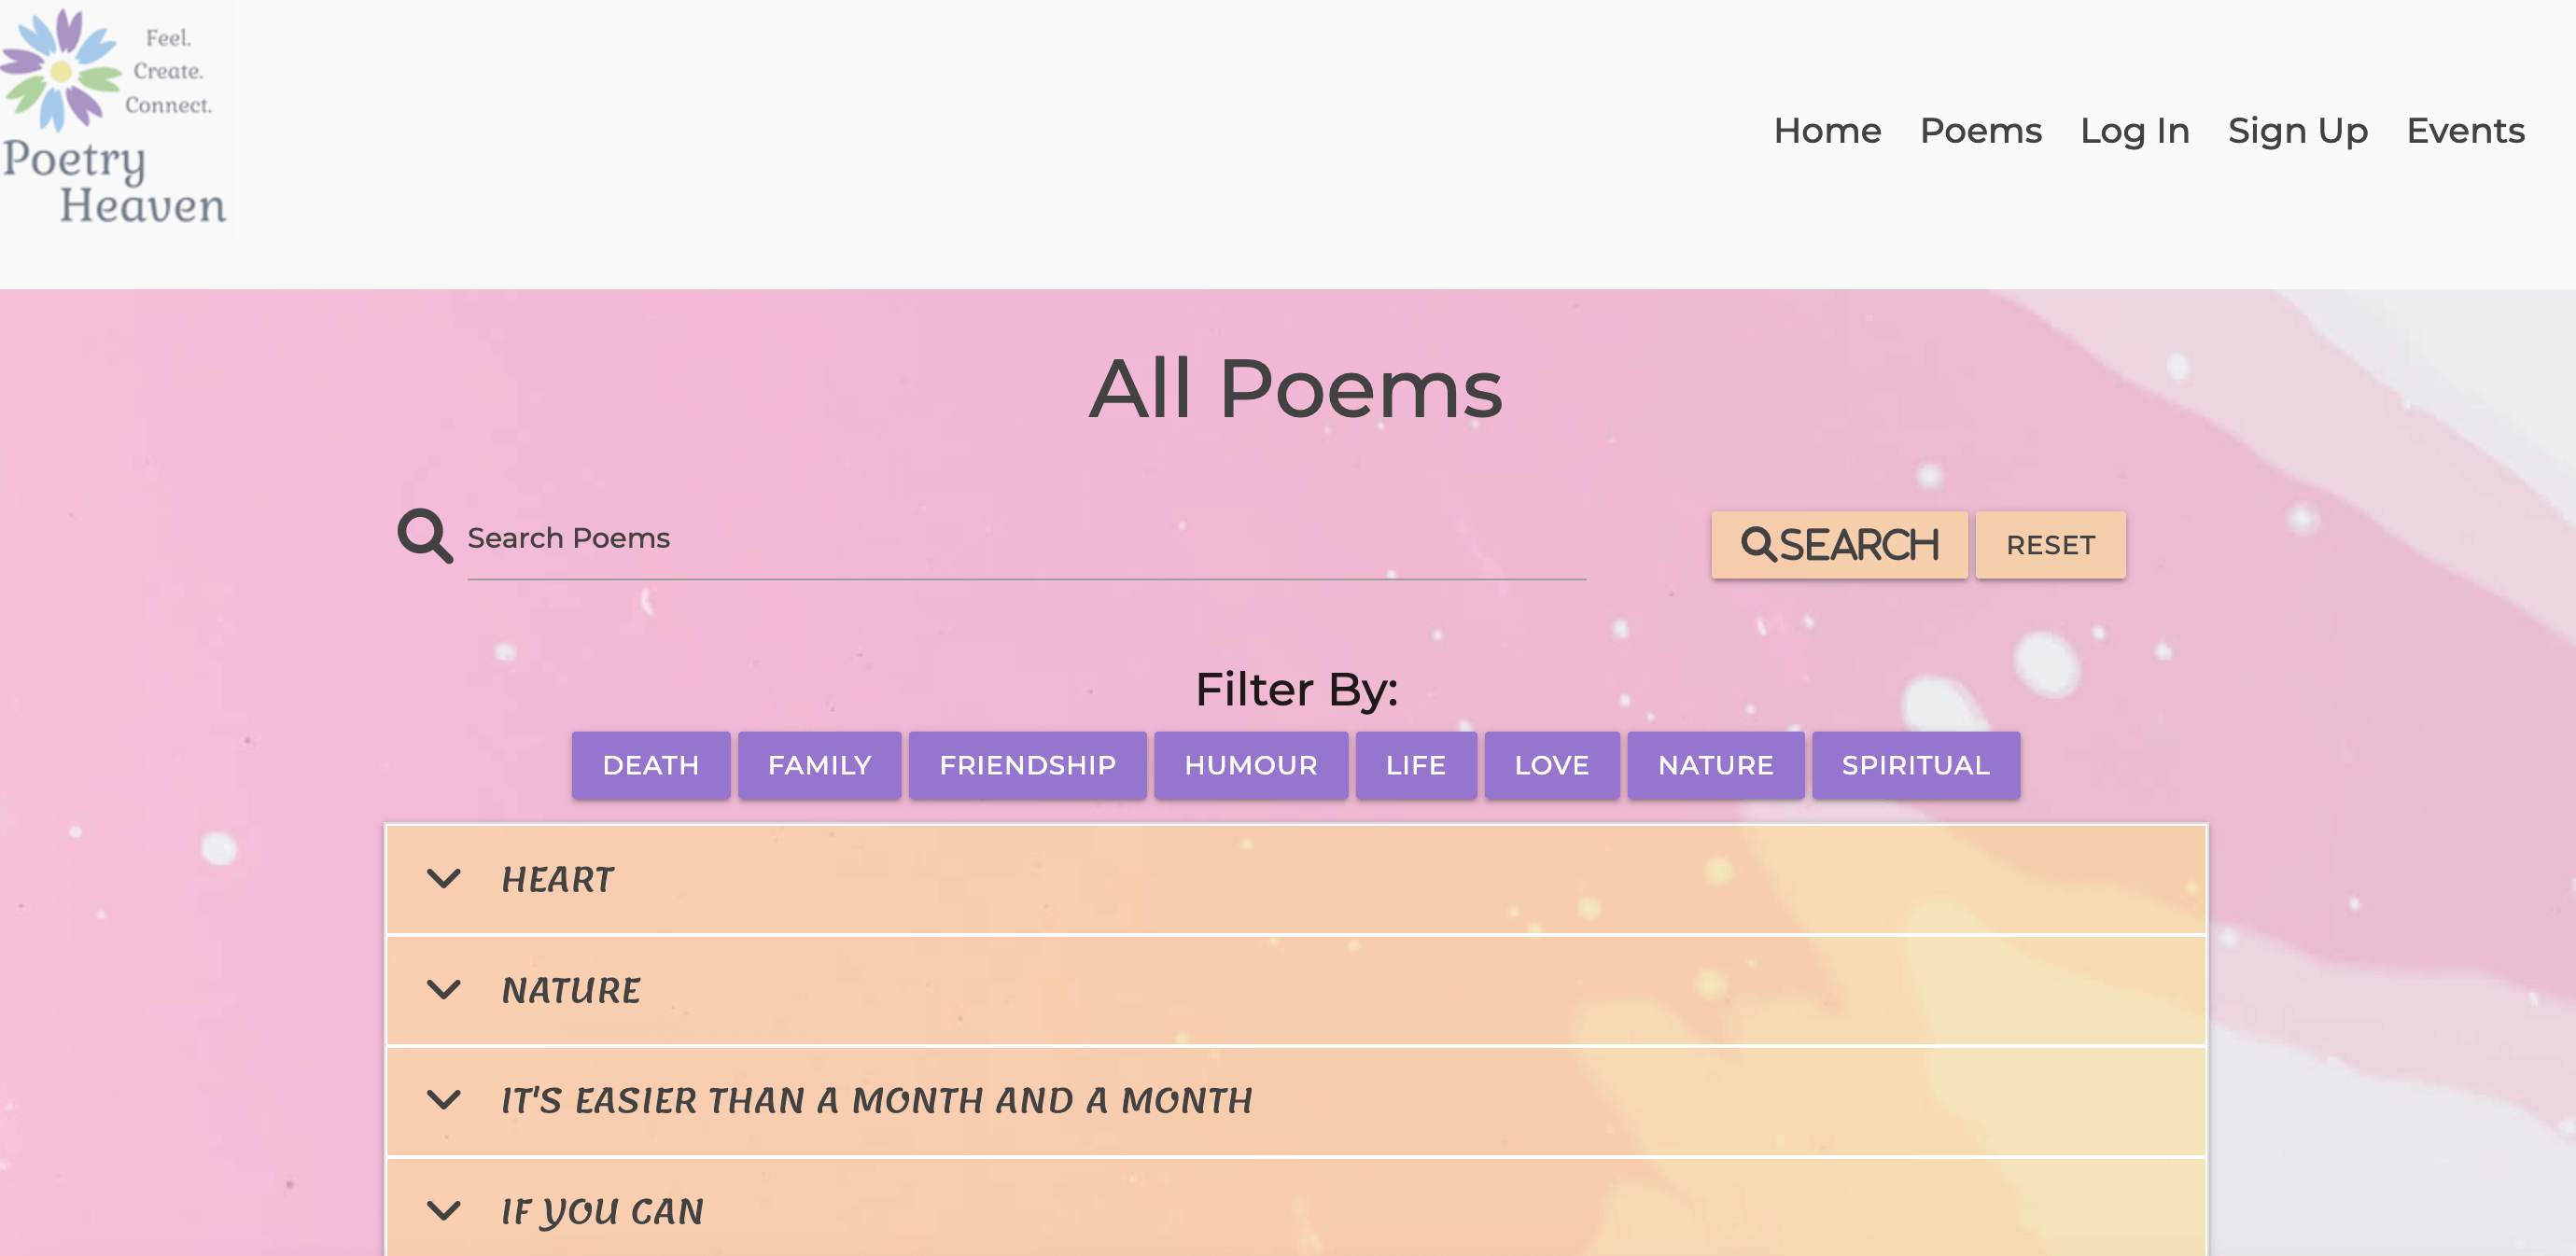 Feel.
Create.
Connect.
Poetry
Heaven
Home Poems Log In Sign Up Events
All Poems
Search Poems
SEARCH RESET
Filter By:
DEATH FAMILY FRIENDSHIP HUMOUR LIFE LOVE NATURE SPIRITUAL
HEART
NATURE
IT'S EASIER THAN A MONTH AND A MONTH
IF YOU CAN